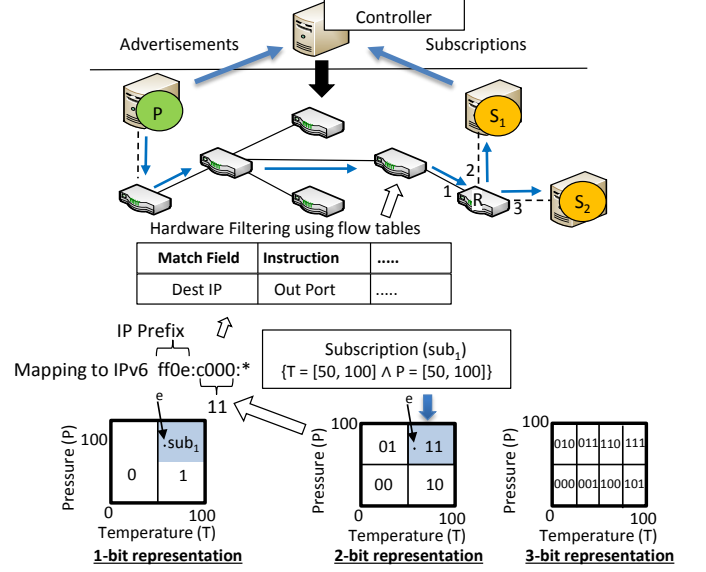 Controller
Advertisements
Subscriptions
P
S1
2
1
R
3
S2
Hardware Filtering using flow tables
Match Field Instruction .....
Dest IP Out Port .....
IP Prefix
Mapping to IPv6 ff0e:c000:*
11
Subscription (sub1)
{T = [50, 100] ∧ P = [50, 100]}
e
100
Pressure (P)
sub1
0 1
0 100
Temperature (T)
1-bit representation
e
100
Pressure (P)
01 11
00 10
0 100
Temperature (T)
2-bit representation
100
Pressure (P)
010 011 110 111
000 001 100 101
0 100
Temperature (T)
3-bit representation